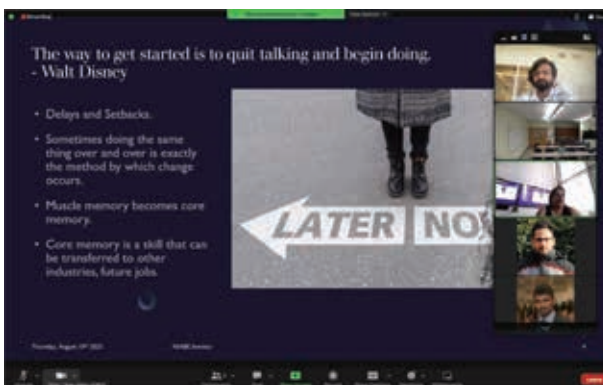 The way to get started is to quit talking and begin doing.
- Walt Disney
• Delays and Setbacks.
• Sometimes doing the same
thing over and over is exactly
the method by which change
occurs.
• Muscle memory becomes core
memory.
• Core memory is a skill that can
be transferred to other
industries, future jobs.
LATER NO
Thursday, August